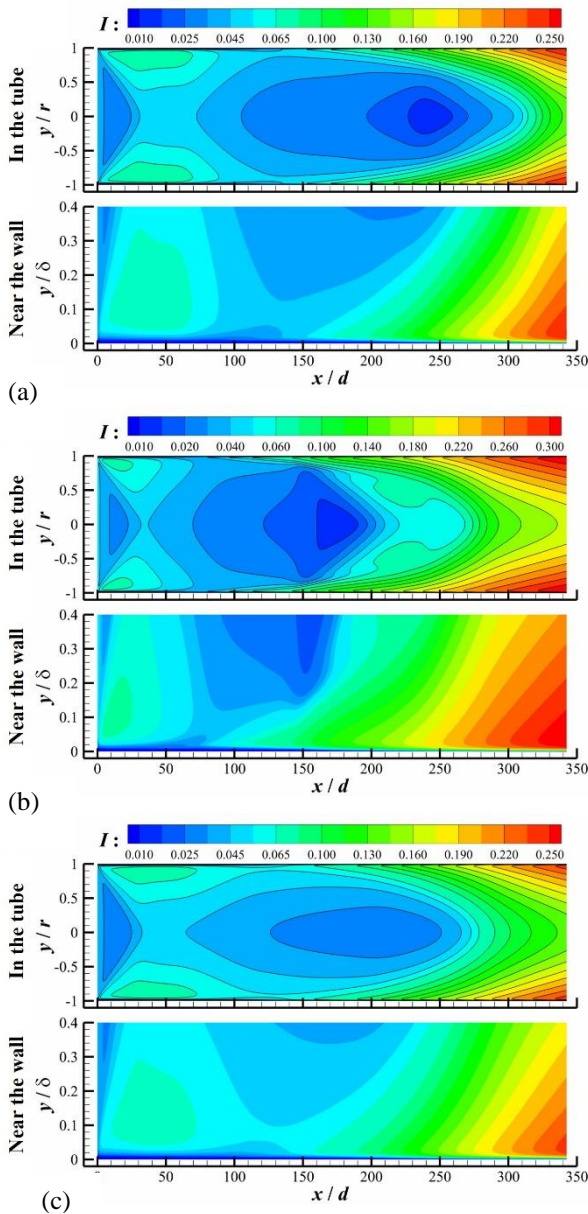 I :
0.010 0.025 0.045 0.065 0.100 0.130 0.160 0.190 0.220 0.250
In the tube
y / r
1
0.5
0
-0.5
-1
Near the wall
y / δ
0.4
0.3
0.2
0.1
0
0 50 100 150 200 250 300 350
x / d
(a)
I :
0.010 0.020 0.040 0.060 0.100 0.140 0.180 0.220 0.260 0.300
In the tube
y / r
1
0.5
0
-0.5
-1
Near the wall
y / δ
0.4
0.3
0.2
0.1
0
0 50 100 150 200 250 300 350
x / d
(b)
I :
0.010 0.025 0.045 0.065 0.100 0.130 0.160 0.190 0.220 0.250
In the tube
y / r
1
0.5
0
-0.5
-1
Near the wall
y / δ
0.4
0.3
0.2
0.1
0
0 50 100 150 200 250 300 350
x / d
(c)